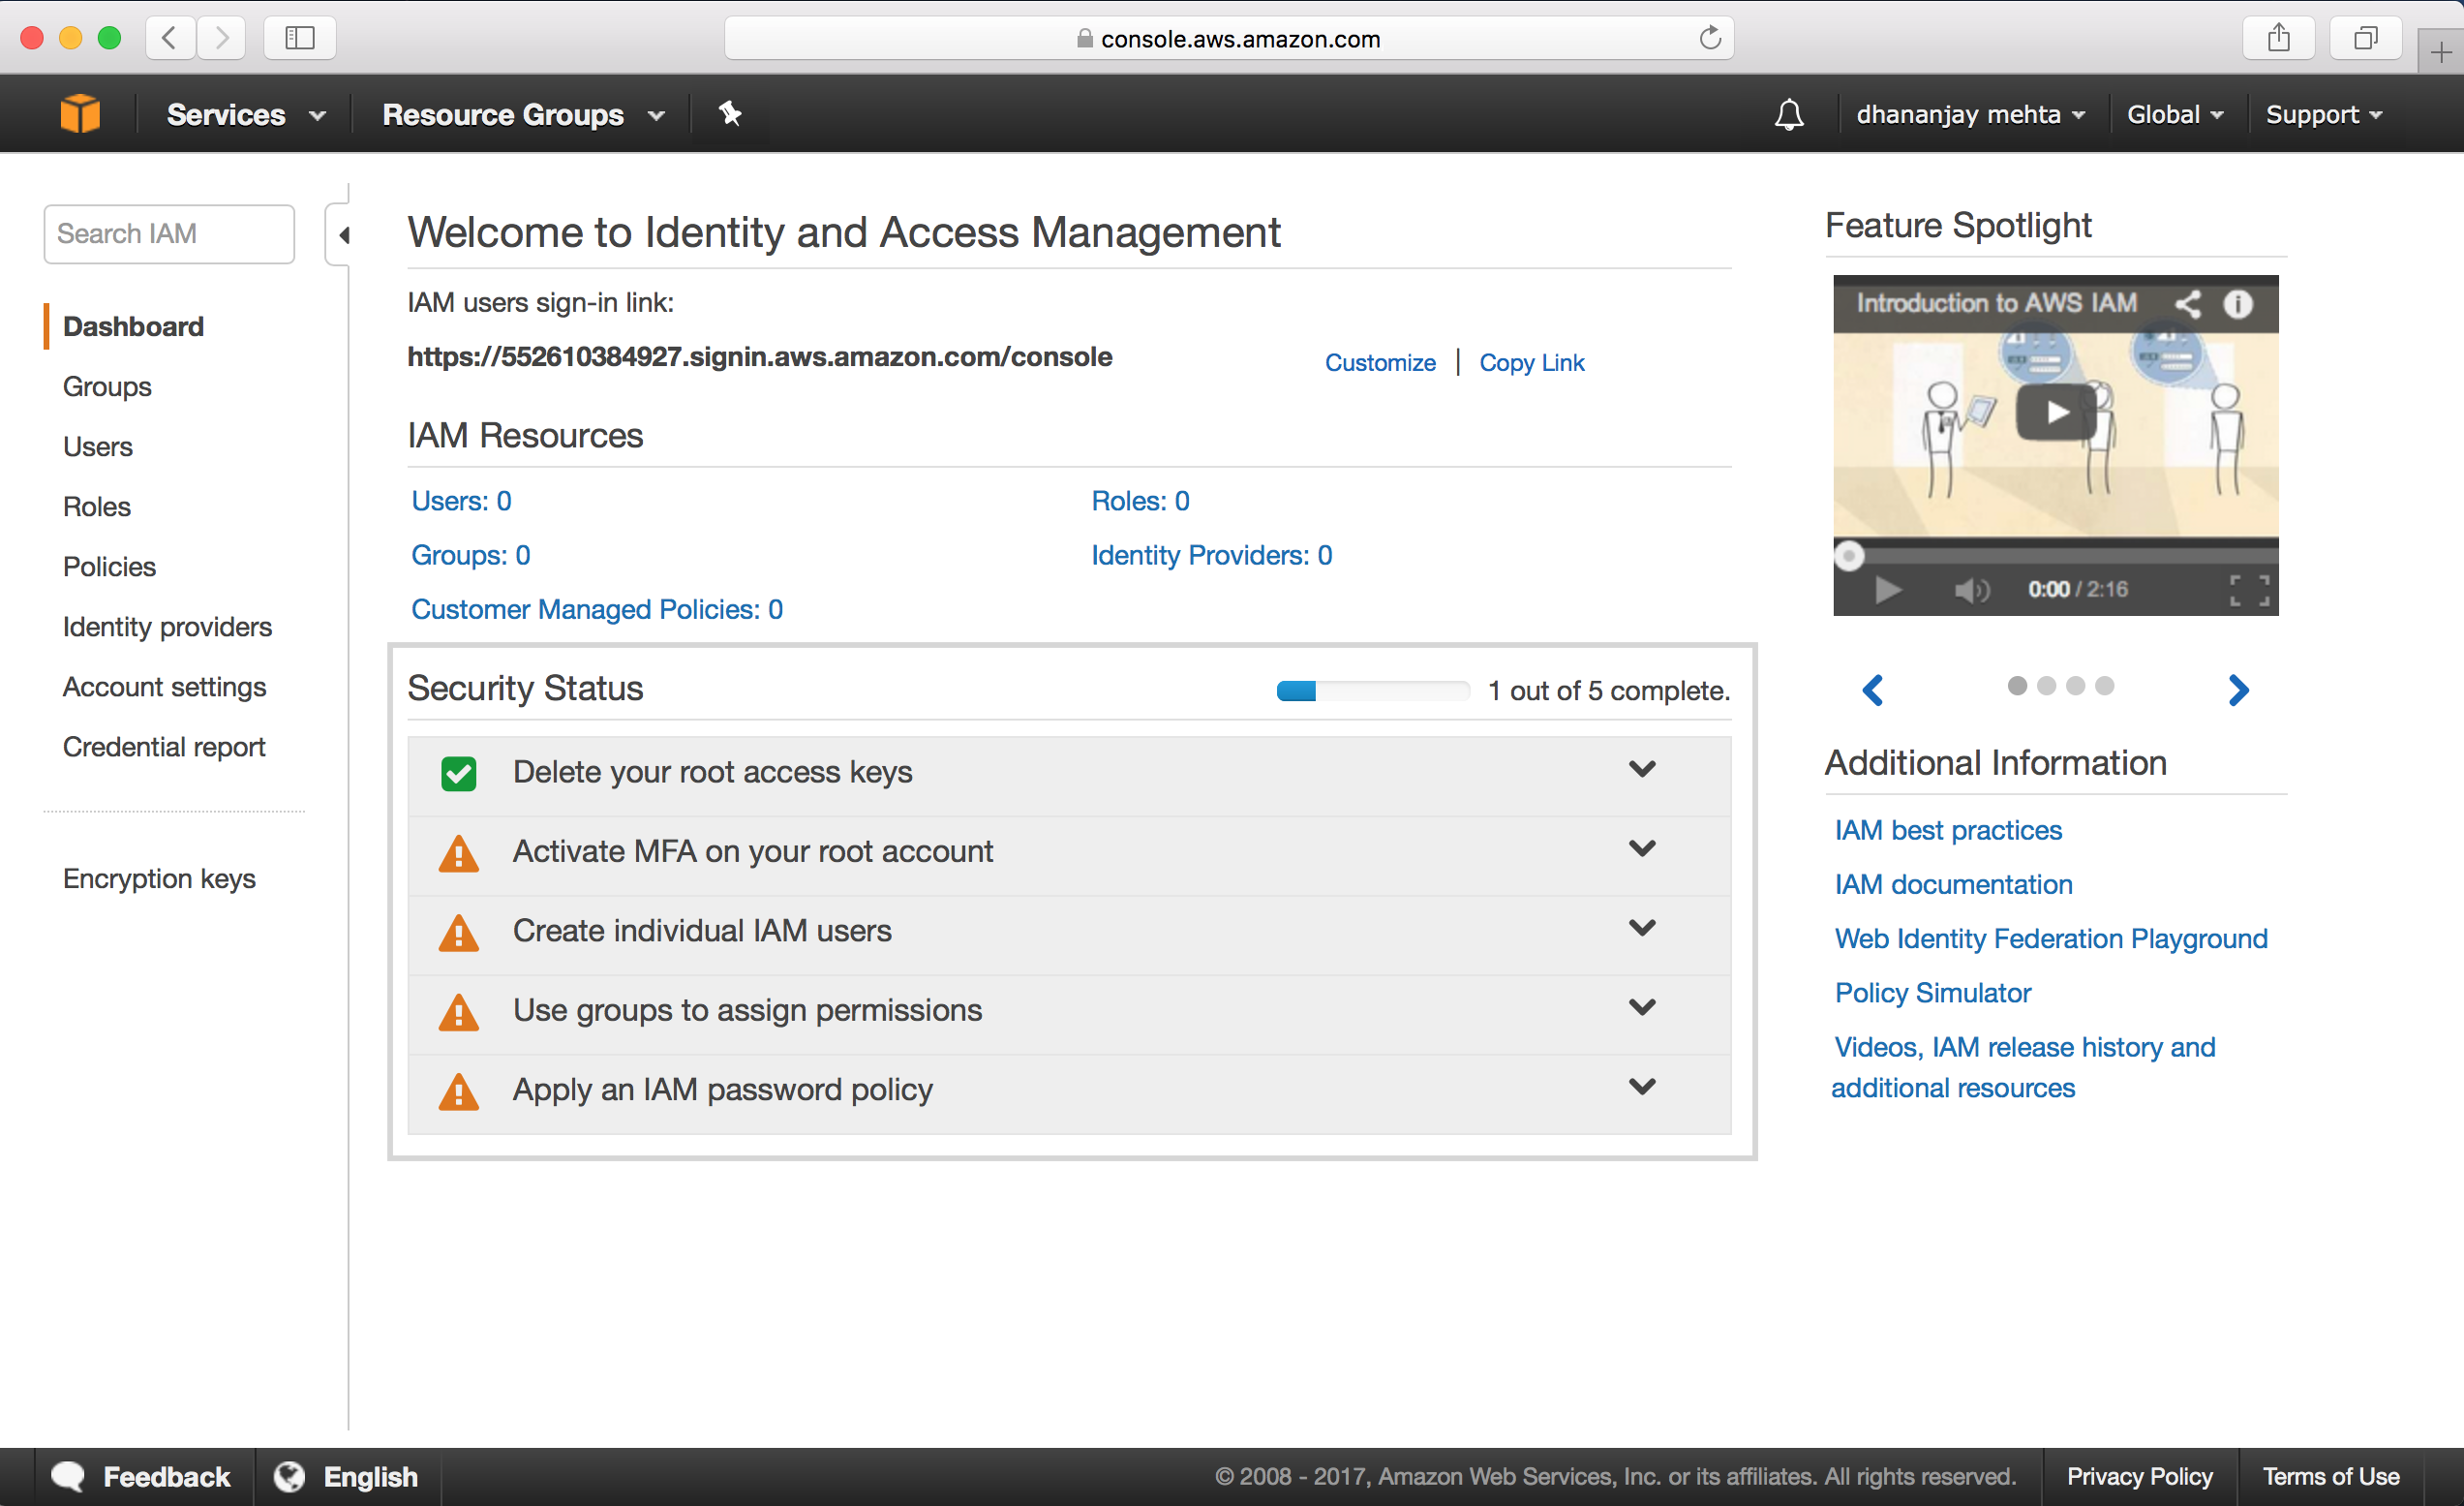 console.aws.amazon.com
Services
Resource Groups
dhananjay mehta
Global
Support
Search IAM
Dashboard
Groups
Users
Roles
Policies
Identity providers
Account settings
Credential report
Encryption keys
Welcome to Identity and Access Management
IAM users sign-in link:
https://552610384927.signin.aws.amazon.com/console
Customize | Copy Link
IAM Resources
Users: 0
Roles: 0
Groups: 0
Identity Providers: 0
Customer Managed Policies: 0
Security Status
1 out of 5 complete.
Delete your root access keys
Activate MFA on your root account
Create individual IAM users
Use groups to assign permissions
Apply an IAM password policy
Feature Spotlight
Introduction to AWS IAM
0:00 / 2:16
Additional Information
IAM best practices
IAM documentation
Web Identity Federation Playground
Policy Simulator
Videos, IAM release history and
additional resources
Feedback
English
© 2008 - 2017, Amazon Web Services, Inc. or its affiliates. All rights reserved.
Privacy Policy
Terms of Use